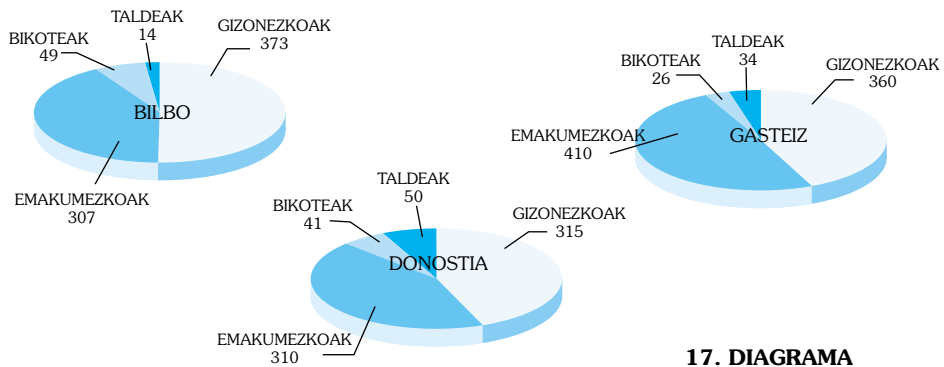 TALDEAK
14
GIZONEZKOAK
373
BIKOTEAK
49
BILBO
EMAKUMEZKOAK
307
TALDEAK
34
GIZONEZKOAK
360
BIKOTEAK
26
EMAKUMEZKOAK
410
GASTEIZ
TALDEAK
50
BIKOTEAK
41
GIZONEZKOAK
315
DONOSTIA
EMAKUMEZKOAK
310
17. DIAGRAMA